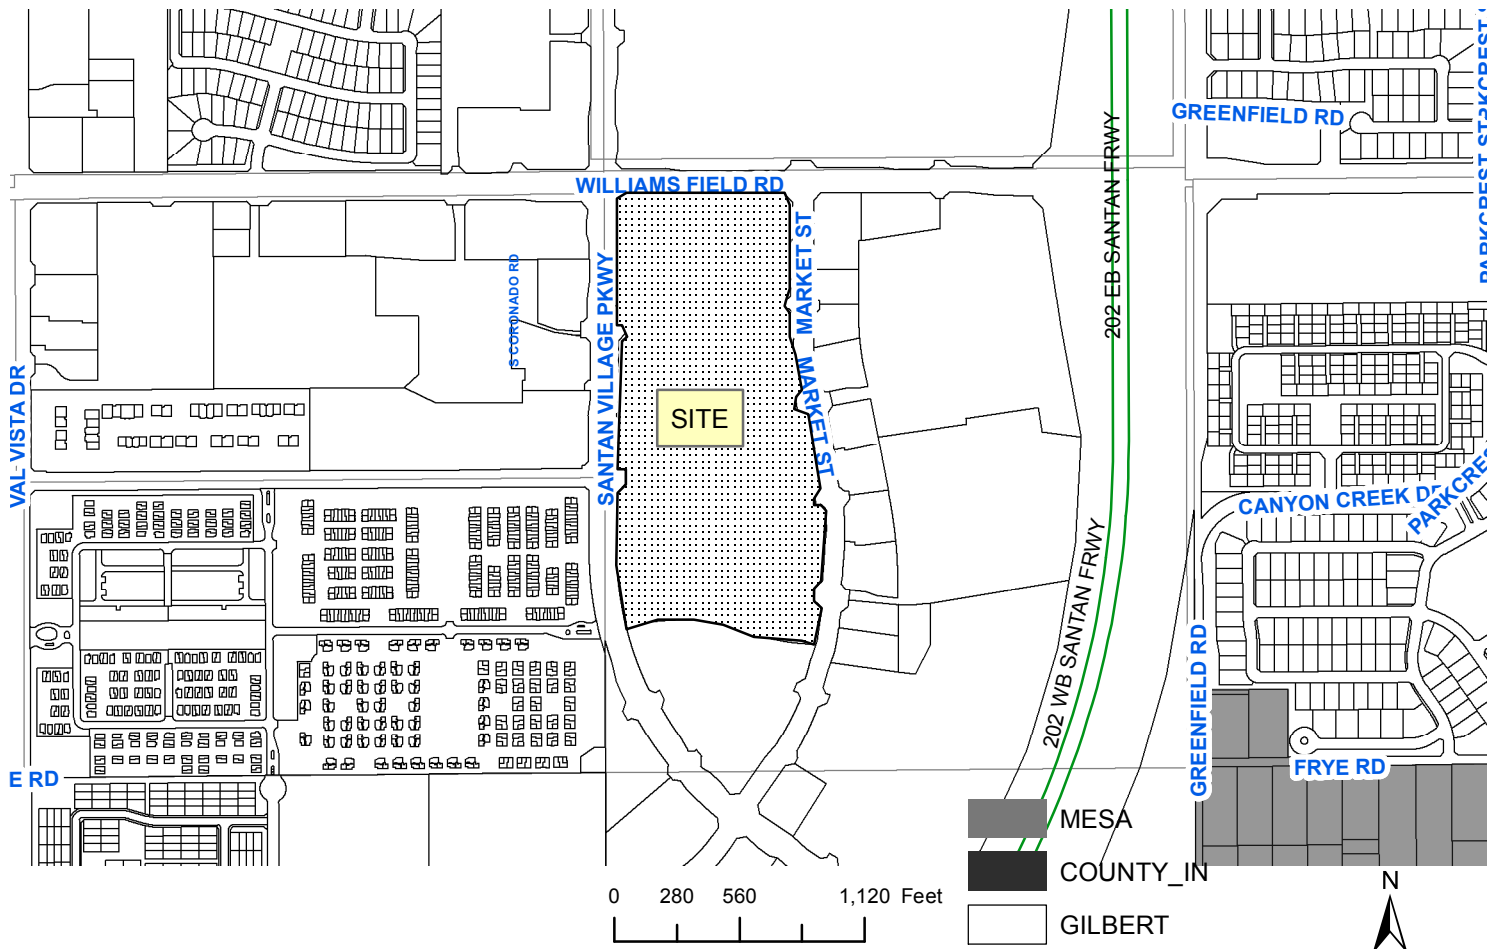 PARKCREST ST
PARKCREST S
GREENFIELD RD
WILLIAMS FIELD RD
202 EB SANTAN FRWY
MARKET ST
S CORONADO RD
SANTAN VILLAGE PKWY
VAL VISTA DR
SITE
MARKET ST
CANYON CREEK DR
PARKCRES
202 WB SANTAN FRWY
GREENFIELD RD
E RD
FRYE RD
MESA
COUNTY_IN
GILBERT
0 280 560 1,120 Feet
N